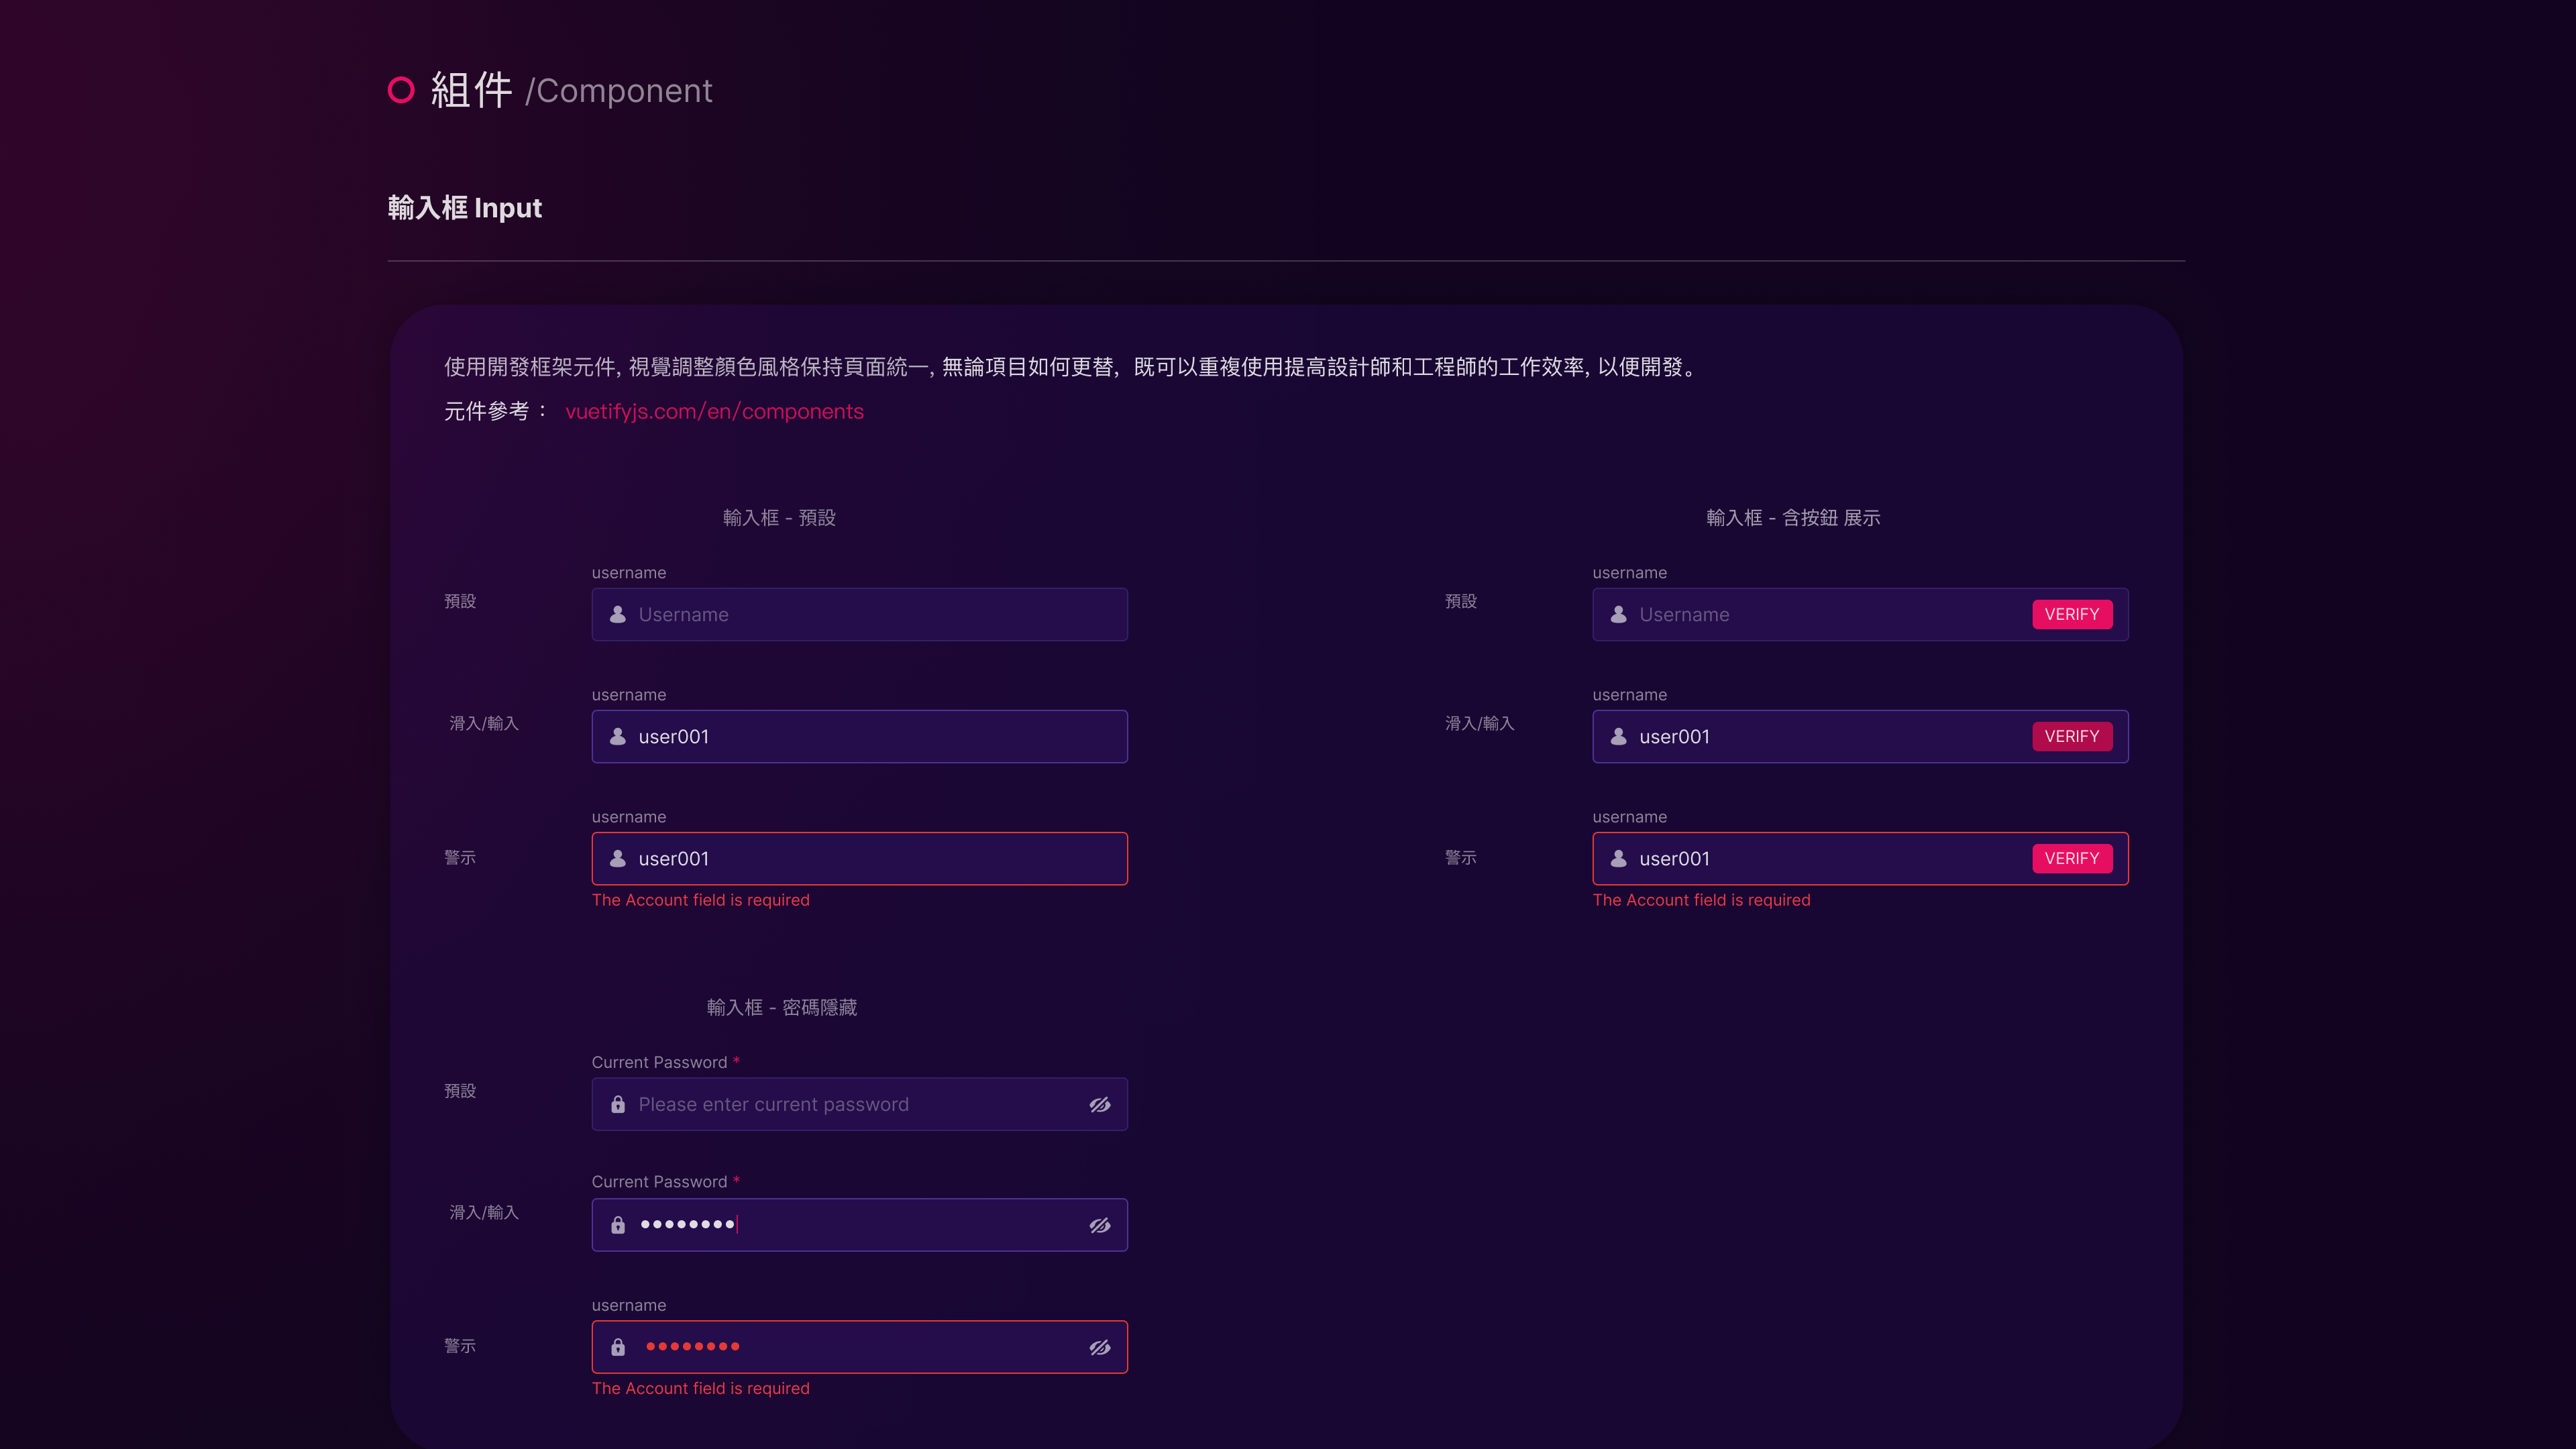 組件 /Component
輸入框 Input
使用開發框架元件, 視覺調整顏色風格保持頁面統一, 無論項目如何更替, 既可以重複使用提高設計師和工程師的工作效率, 以便開發。
元件參考： vuetifyjs.com/en/components
輸入框 - 預設
預設
username
Username
滑入/輸入
username
user001
警示
username
user001
The Account field is required
輸入框 - 含按鈕 展示
預設
username
Username
VERIFY
滑入/輸入
username
user001
VERIFY
警示
username
user001
VERIFY
The Account field is required
輸入框 - 密碼隱藏
預設
Current Password *
Please enter current password
滑入/輸入
Current Password *
警示
username
The Account field is required